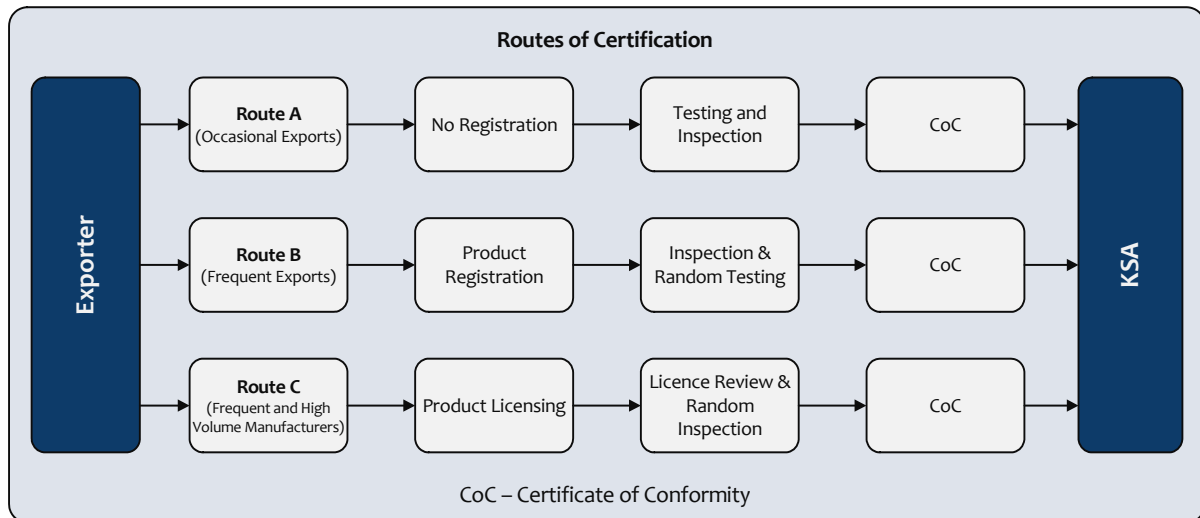 Routes of Certification
Exporter
Route A
(Occasional Exports)
No Registration
Testing and
Inspection
CoC
Route B
(Frequent Exports)
Product
Registration
Inspection &
Random Testing
CoC
Route C
(Frequent and High
Volume Manufacturers)
Product Licensing
Licence Review &
Random
Inspection
CoC
KSA
CoC – Certificate of Conformity